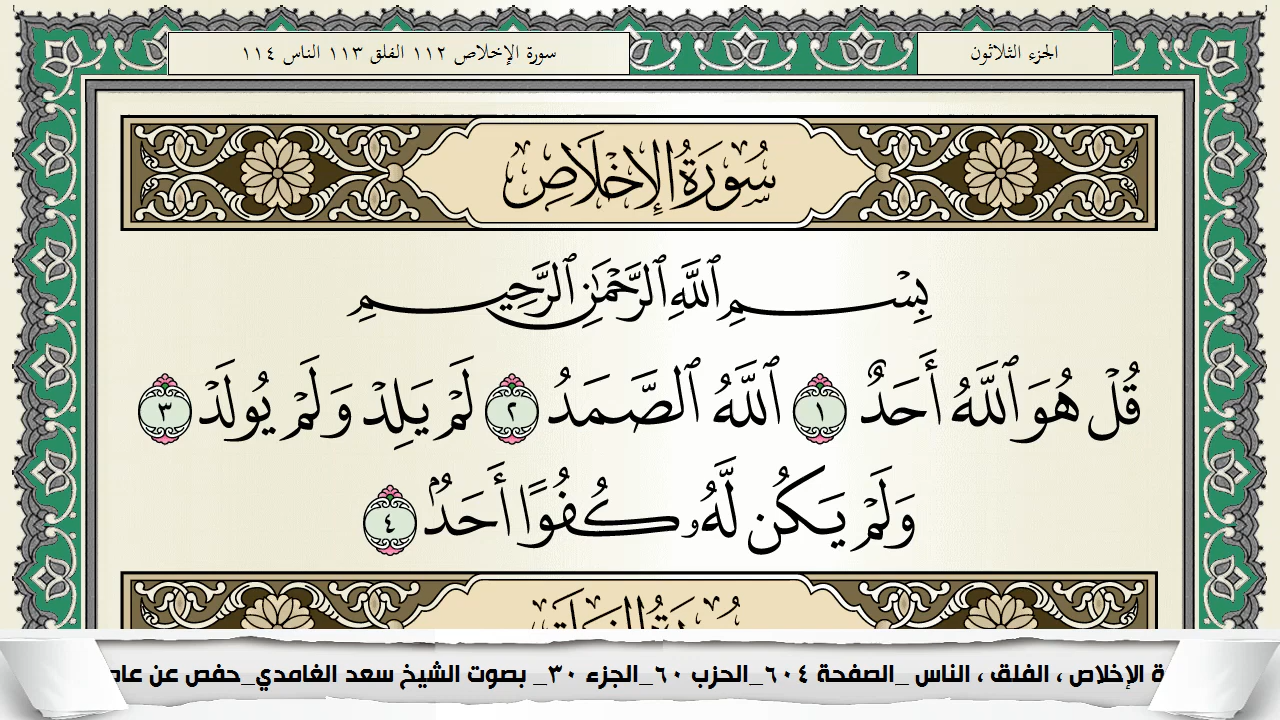 الجزء الثلاثون
سورة الإخلاص ١١٢ الفلق ١١٣ الناس ١١٤
سُورَةُ الإِخْلَاصِ
بِسْمِ ٱللَّهِ ٱلرَّحْمَٰنِ ٱلرَّحِيمِ
قُلْ هُوَ ٱللَّهُ أَحَدٌ ١ ٱللَّهُ ٱلصَّمَدُ ٢ لَمْ يَلِدْ وَلَمْ يُولَدْ ٣
وَلَمْ يَكُن لَّهُۥ كُفُوًا أَحَدٌۢ ٤
الإخلاص ، الفلق ، الناس _الصفحة ٦٠٤_الحزب ٦٠_الجزء ٣٠_ بصوت الشيخ سعد الغامدي_حفص عن